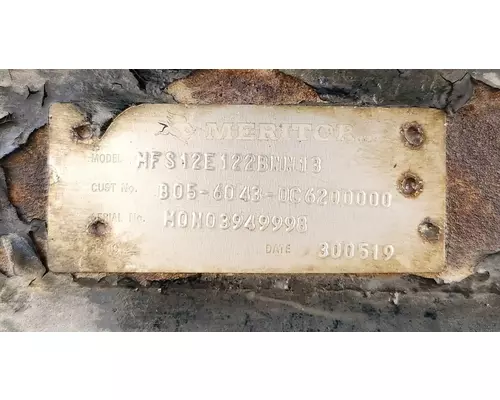 MERITOR
MODEL MFS12E122BNN13
CUST No. B05-6043-0C6200000
SERIAL No. MON03949998
DATE 300519